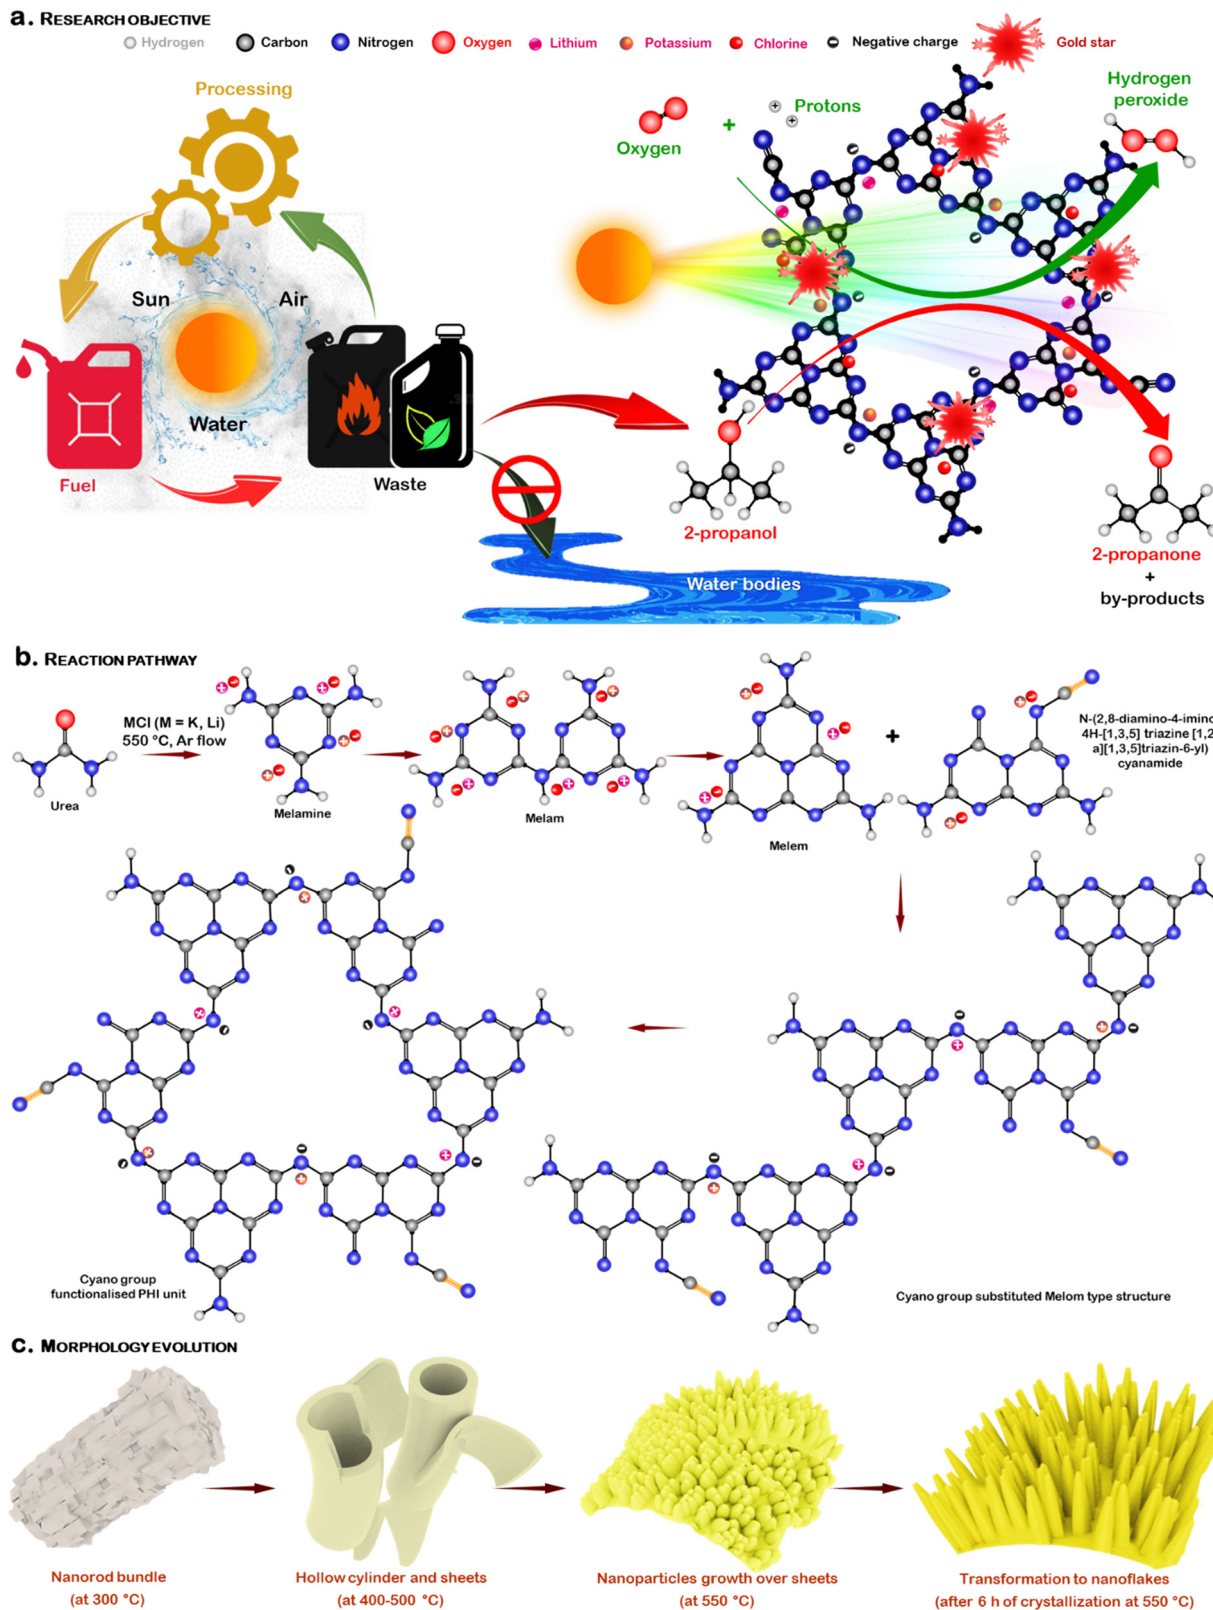 a. RESEARCH OBJECTIVE
Hydrogen
Carbon
Nitrogen
Oxygen
Lithium
Potassium
Chlorine
Negative charge
Gold star
Processing
Sun
Air
Water
Fuel
Waste
Oxygen
+
Protons
Hydrogen
peroxide
2-propanol
Water bodies
2-propanone
+
by-products
b. REACTION PATHWAY
Urea
MCl (M = K, Li)
550 °C, Ar flow
Melamine
Melam
Melem
+
N-(2,8-diamino-4-imino
4H-[1,3,5] triazine [1,2
a][1,3,5]triazin-6-yl)
cyanamide
Cyano group
functionalised PHI unit
Cyano group substituted Melom type structure
c. MORPHOLOGY EVOLUTION
Nanorod bundle
(at 300 °C)
Hollow cylinder and sheets
(at 400-500 °C)
Nanoparticles growth over sheets
(at 550 °C)
Transformation to nanoflakes
(after 6 h of crystallization at 550 °C)